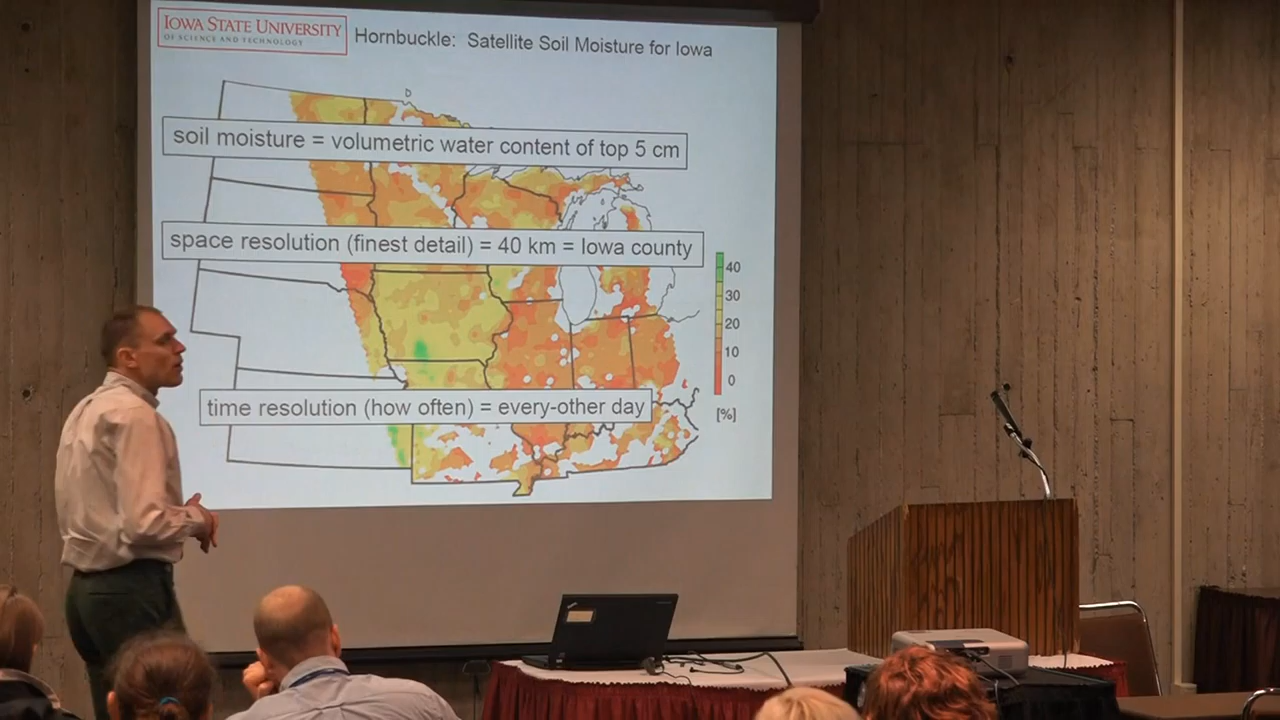 IOWA STATE UNIVERSITY
OF SCIENCE AND TECHNOLOGY
Hornbuckle: Satellite Soil Moisture for Iowa
soil moisture = volumetric water content of top 5 cm
space resolution (finest detail) = 40 km = Iowa county
40
30
20
10
0
[%]
time resolution (how often) = every-other day